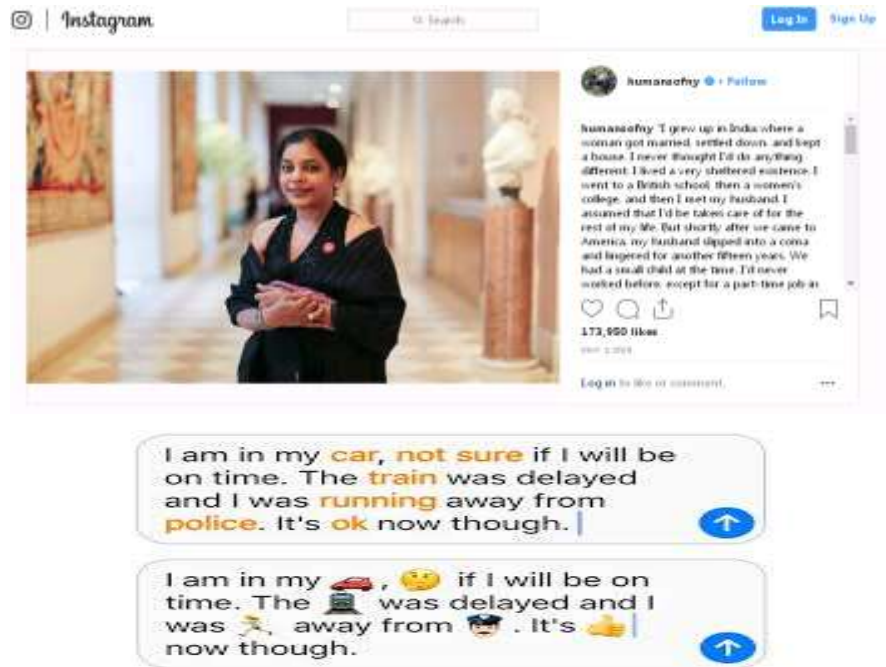 Instagram
Search
Log In
Sign Up
humansofny • Follow
humansofny "I grew up in India where a
woman got married, settled down, and kept
a house. I never thought I'd do anything
different. I lived a very sheltered existence. I
went to a British school, then a women's
college, and then I met my husband. I
assumed that I'd be taken care of for the
rest of my life. But shortly after we came to
America, my husband slipped into a coma
and lingered for another fifteen years. We
had a small child at the time. I'd never
worked before, except for a part-time job in
173,950 likes
Log in to like or comment.
I am in my car, not sure if I will be
on time. The train was delayed
and I was running away from
police. It's ok now though.
I am in my 🚗, 🤔 if I will be on
time. The 🚆 was delayed and I
was 🏃 away from 👮. It's 👍
now though.